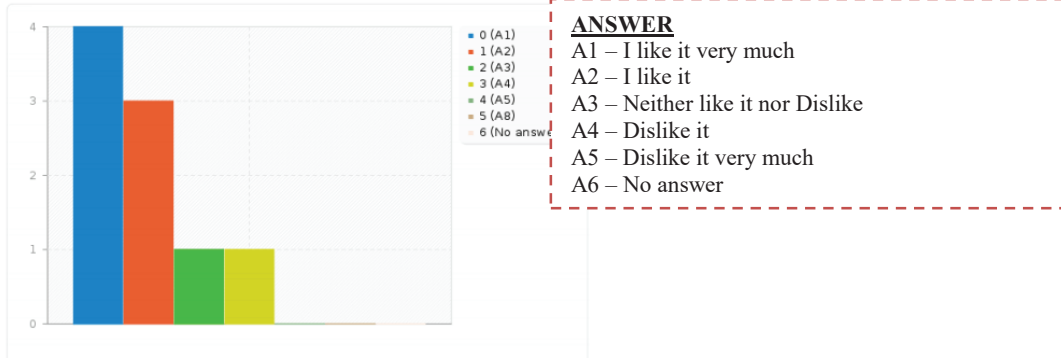 4
3
2
1
0
0 (A1)
1 (A2)
2 (A3)
3 (A4)
4 (A5)
5 (A8)
6 (No answe
ANSWER
A1 – I like it very much
A2 – I like it
A3 – Neither like it nor Dislike
A4 – Dislike it
A5 – Dislike it very much
A6 – No answer